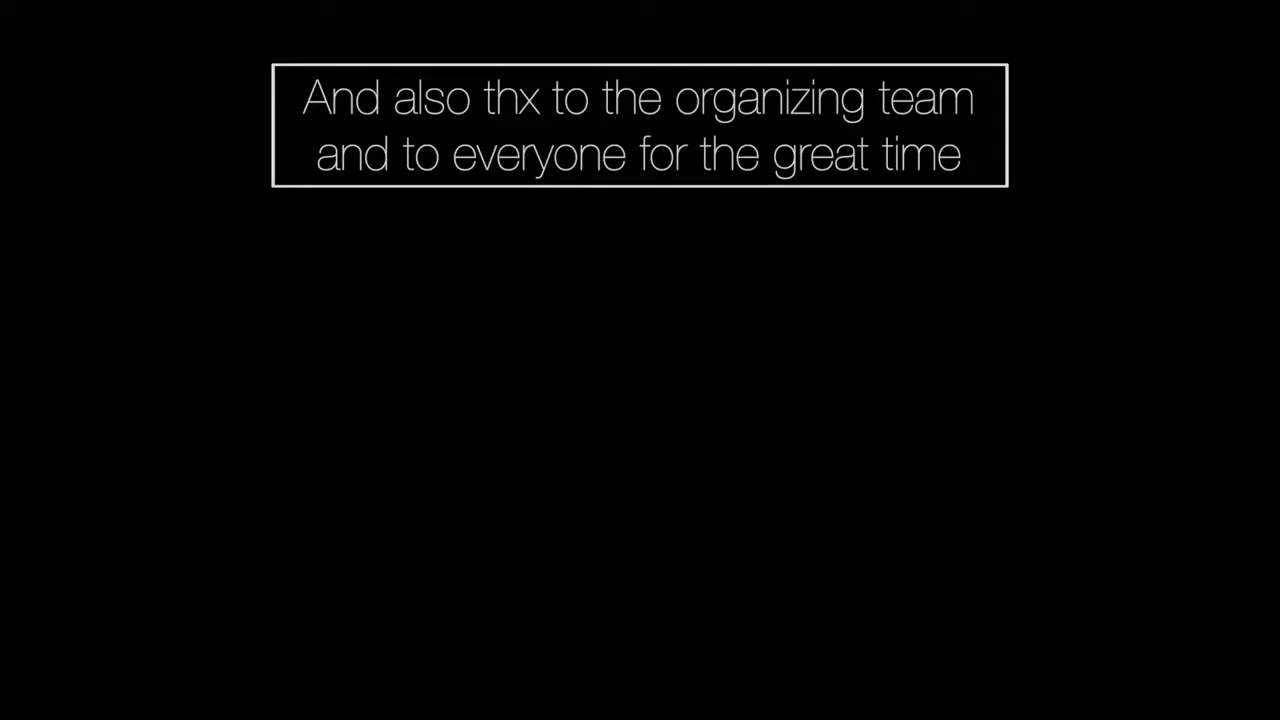 And also thx to the organizing team
and to everyone for the great time